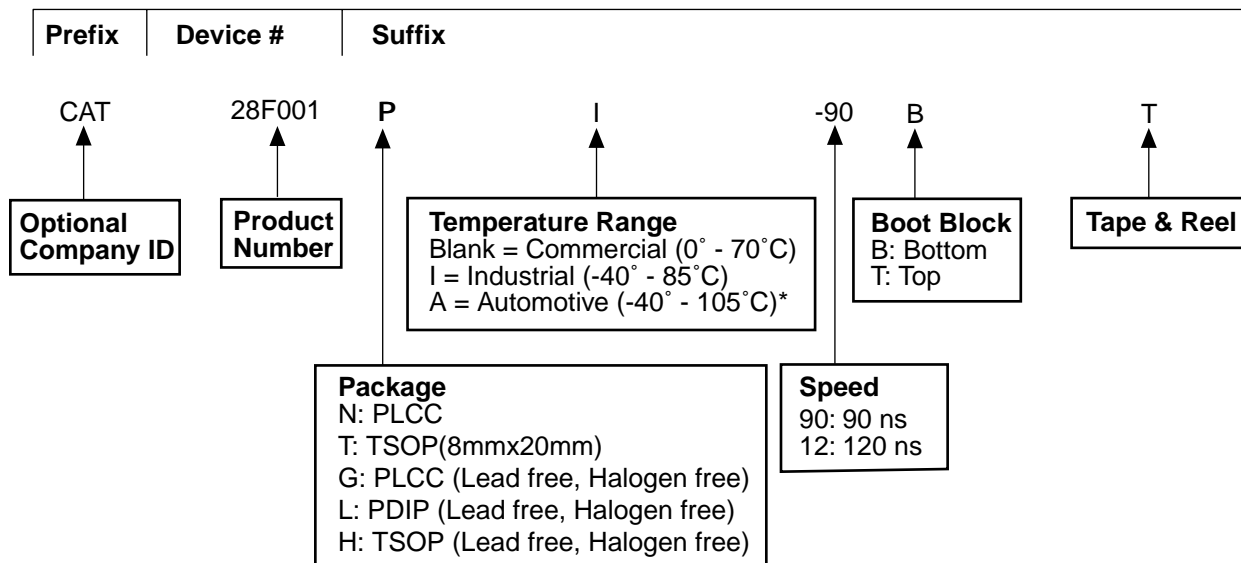 Prefix Device # Suffix
CAT 28F001 P I -90 B T
Optional
Company ID
Product
Number
Temperature Range
Blank = Commercial (0˚ - 70˚C)
I = Industrial (-40˚ - 85˚C)
A = Automotive (-40˚ - 105˚C)*
Boot Block
B: Bottom
T: Top
Tape & Reel
Package
N: PLCC
T: TSOP(8mmx20mm)
G: PLCC (Lead free, Halogen free)
L: PDIP (Lead free, Halogen free)
H: TSOP (Lead free, Halogen free)
Speed
90: 90 ns
12: 120 ns